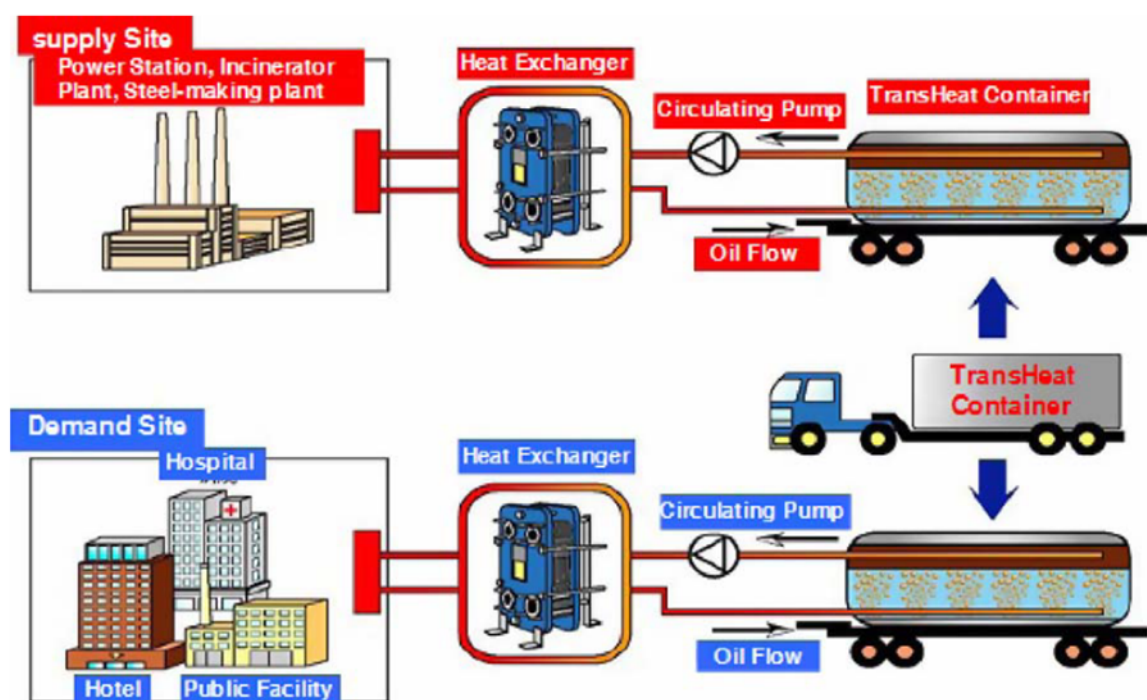 supply Site
Power Station, Incinerator
Plant, Steel-making plant
Heat Exchanger
Circulating Pump
TransHeat Container
Oil Flow
TransHeat
Container
Demand Site
Hospital
Heat Exchanger
Circulating Pump
Oil Flow
Hotel
Public Facility